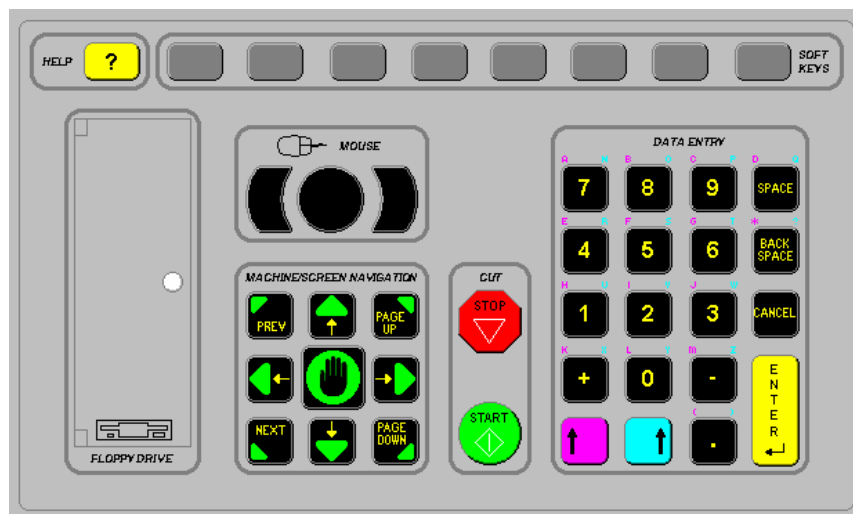 HELP
?
SOFT
KEYS
MOUSE
DATA ENTRY
A N B O C P D Q
7 8 9 SPACE
E R F S G T *
4 5 6 BACK
SPACE
H U I V J W
1 2 3 CANCEL
K X L Y M Z
+ 0 -
( )
.
E
N
T
E
R
MACHINE/SCREEN NAVIGATION
PREV
PAGE
UP
NEXT
PAGE
DOWN
CUT
STOP
START
FLOPPY DRIVE